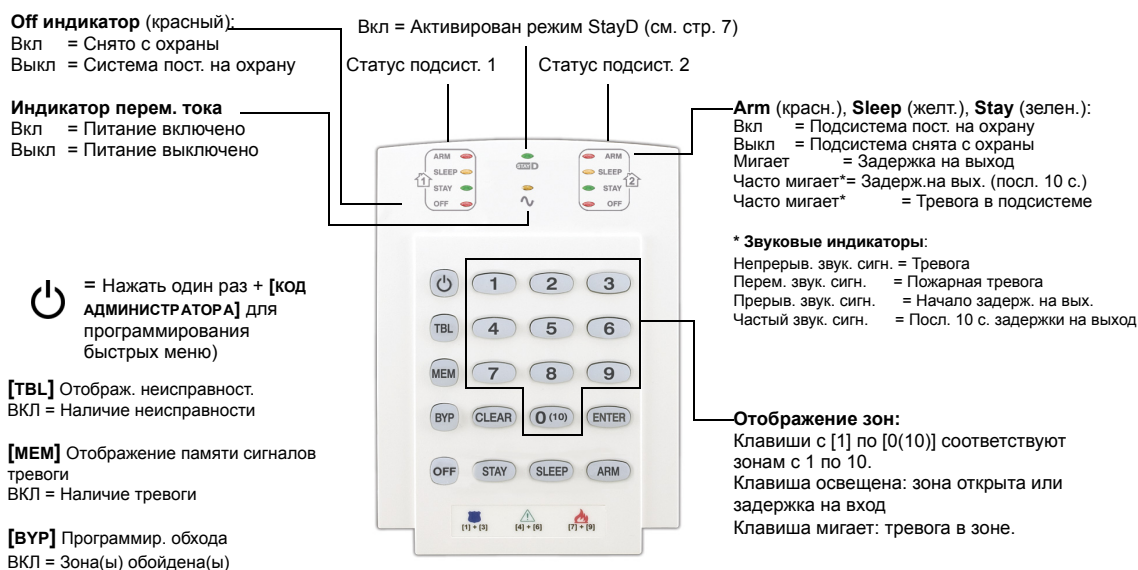 Off индикатор (красный):
Вкл = Снято с охраны
Выкл = Система пост. на охрану
Индикатор перем. тока
Вкл = Питание включено
Выкл = Питание выключено
Вкл = Активирован режим StayD (см. стр. 7)
Статус подсист. 1
Статус подсист. 2
Arm (красн.), Sleep (желт.), Stay (зелен.):
Вкл = Подсистема пост. на охрану
Выкл = Подсистема снята с охраны
Мигает = Задержка на выход
Часто мигает*= Задерж.на вых. (посл. 10 с.)
Часто мигает* = Тревога в подсистеме
* Звуковые индикаторы:
Непрерыв. звук. сигн. = Тревога
Перем. звук. сигн. = Пожарная тревога
Прерыв. звук. сигн. = Начало задерж. на вых.
Частый звук. сигн. = Посл. 10 с. задержки на выход
= Нажать один раз + [КОД
АДМИНИСТРАТОРА] для
программирования
быстрых меню)
[TBL] Отображ. неисправност.
ВКЛ = Наличие неисправности
[MEM] Отображение памяти сигналов
тревоги
ВКЛ = Наличие тревоги
[BYP] Программир. обхода
ВКЛ = Зона(ы) обойдена(ы)
ARM
SLEEP
1
STAY
OFF
STAY D
ARM
SLEEP
2
STAY
OFF
1 2 3
TBL 4 5 6
MEM 7 8 9
BYP CLEAR 0 (10) ENTER
OFF STAY SLEEP ARM
[1] + [3] [4] + [6] [7] + [9]
Отображение зон:
Клавиши с [1] по [0(10)] соответствуют
зонам с 1 по 10.
Клавиша освещена: зона открыта или
задержка на вход
Клавиша мигает: тревога в зоне.